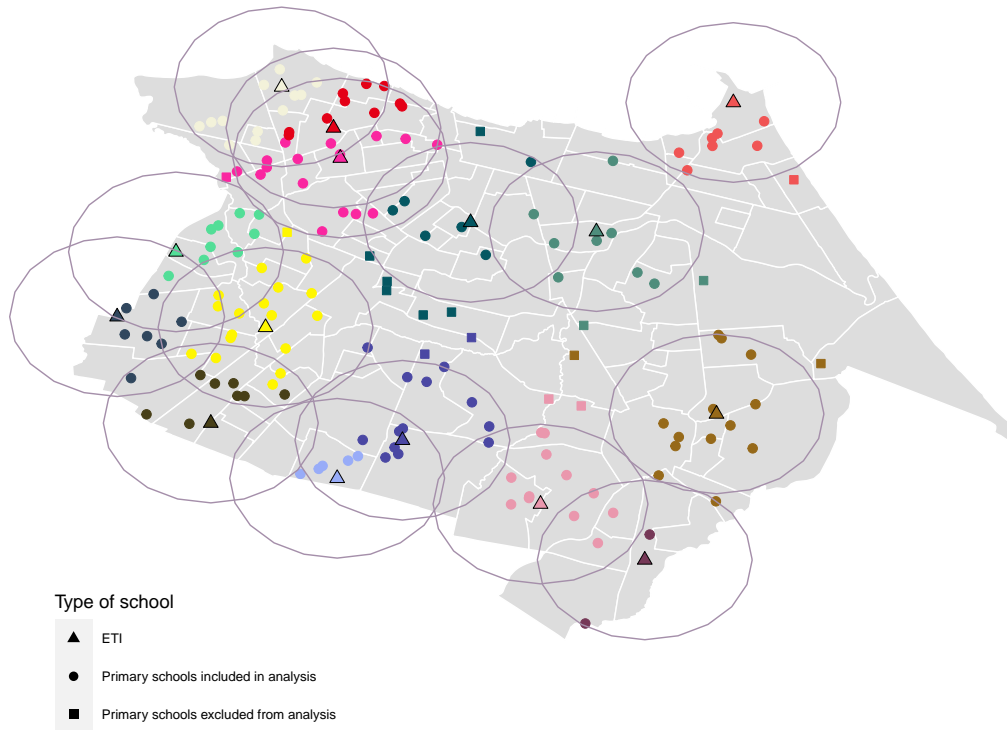 Type of school
ETI
Primary schools included in analysis
Primary schools excluded from analysis